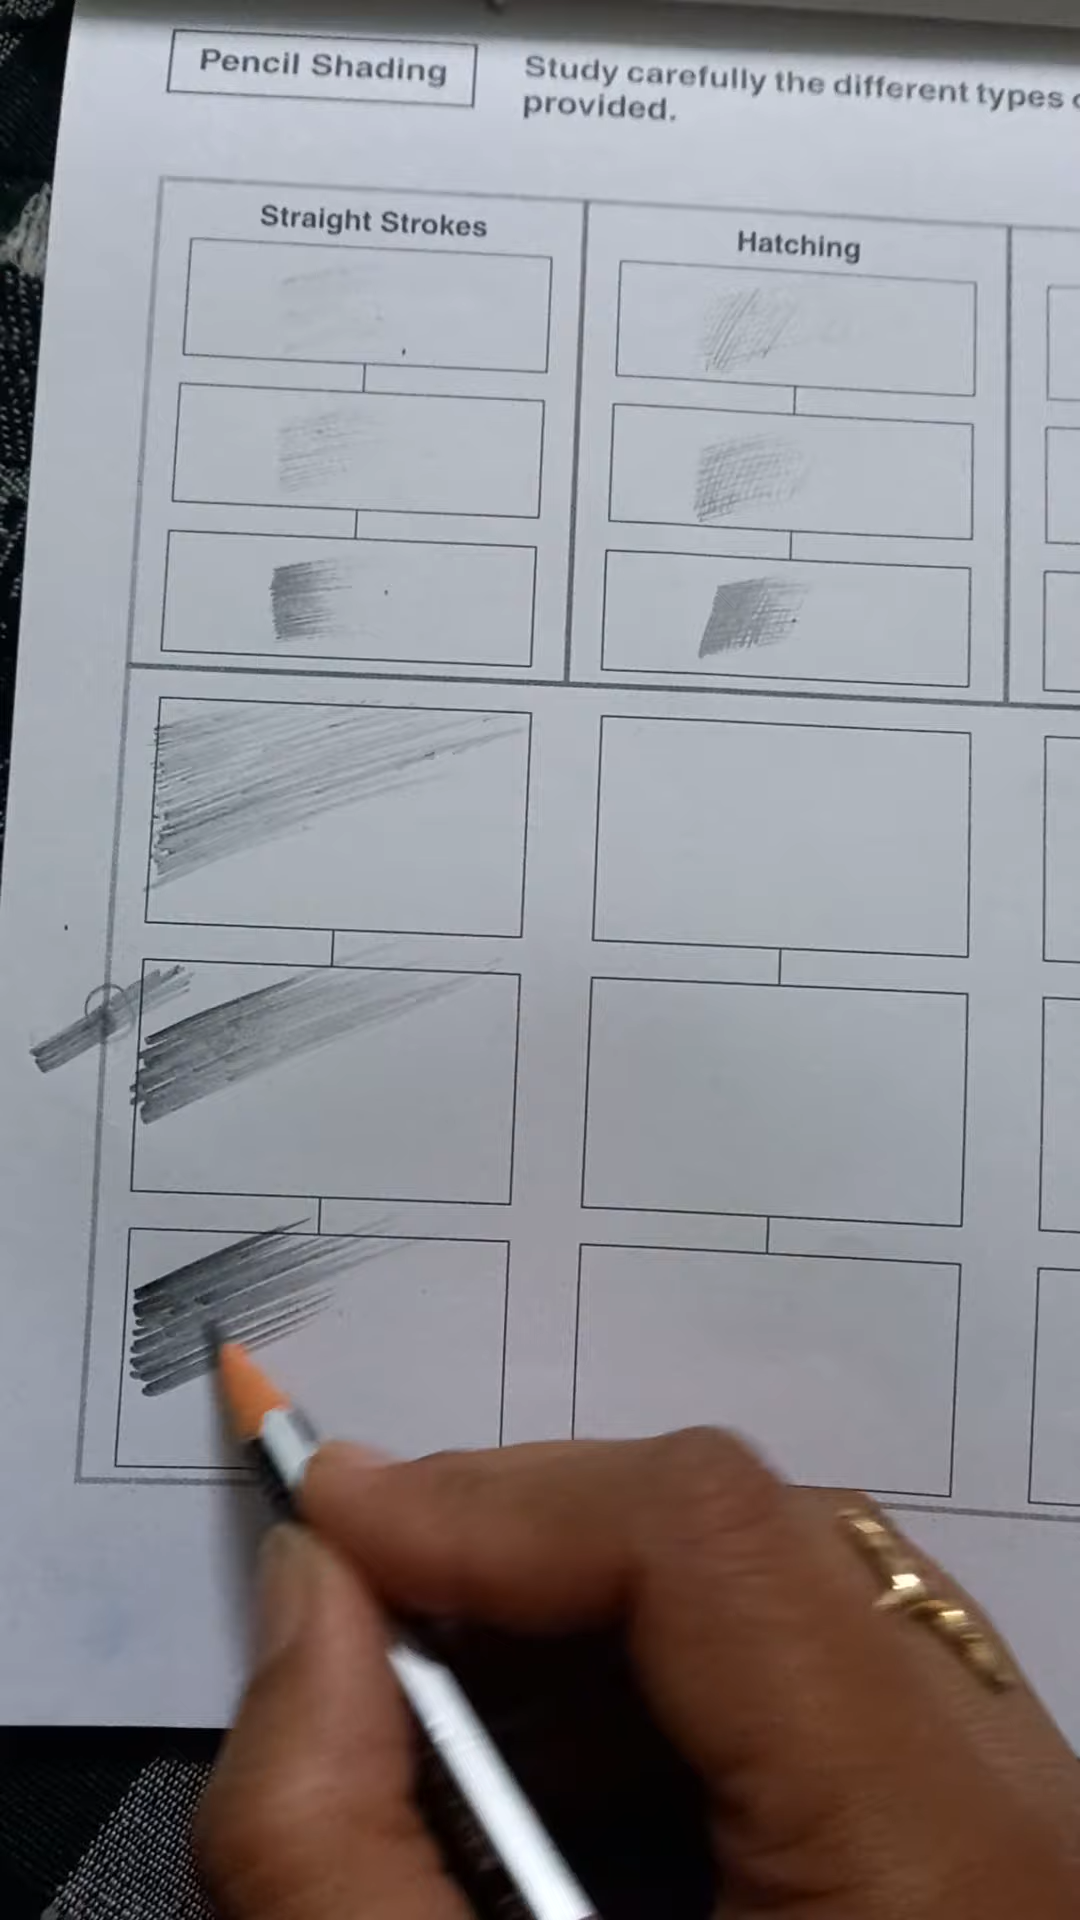 Pencil Shading
Study carefully the different types
provided.
Straight Strokes
Hatching